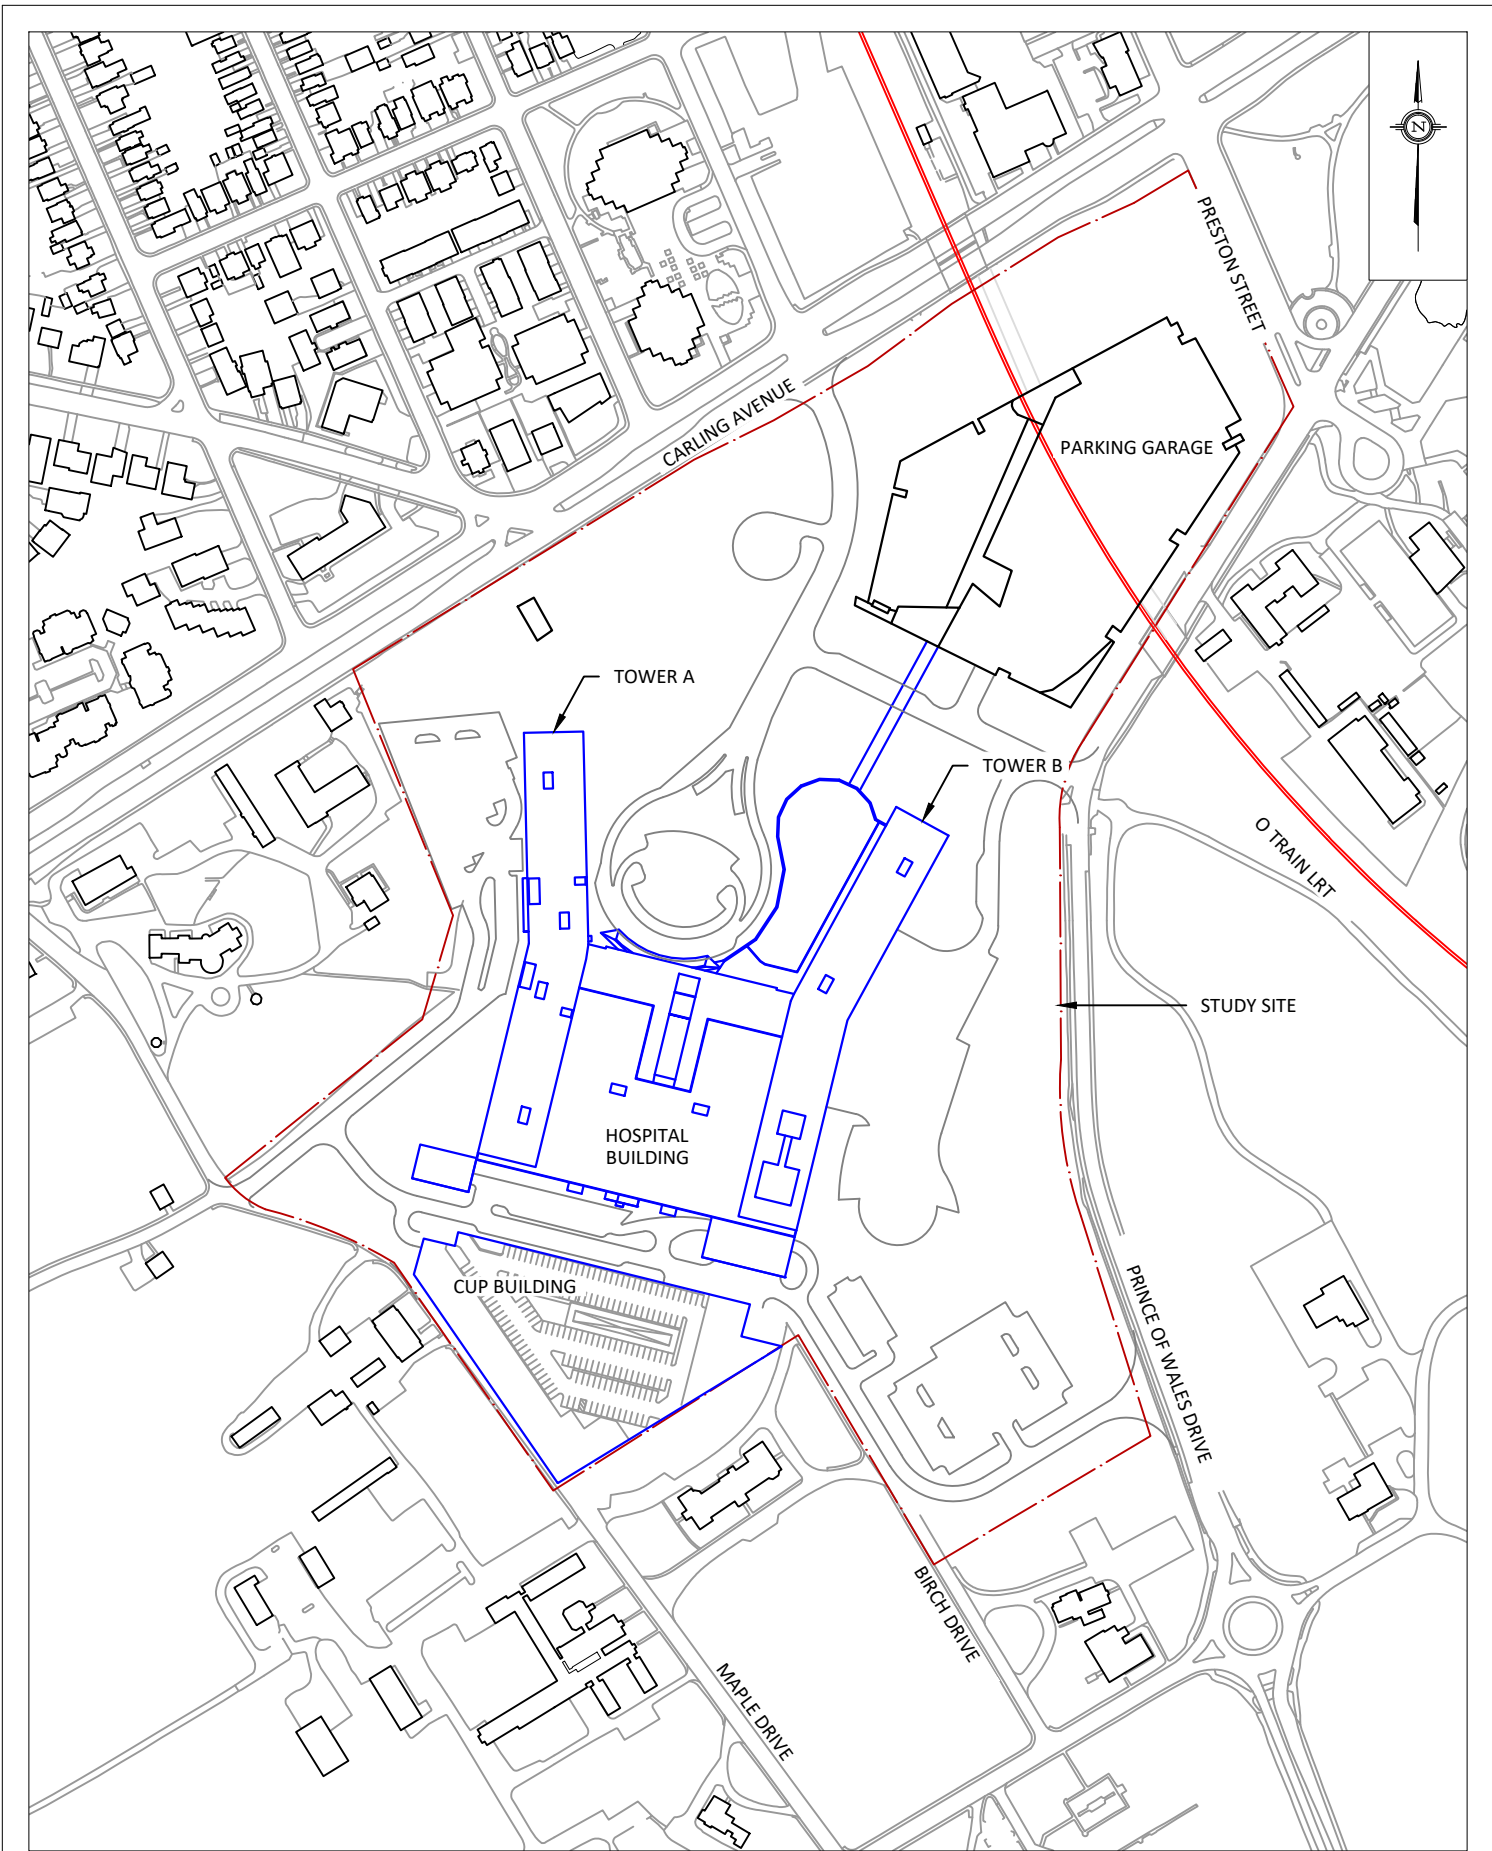 N
PRESTON STREET
CARLING AVENUE
PARKING GARAGE
TOWER A
TOWER B
O TRAIN LRT
STUDY SITE
HOSPITAL
BUILDING
CUP BUILDING
PRINCE OF WALES DRIVE
BIRCH DRIVE
MAPLE DRIVE